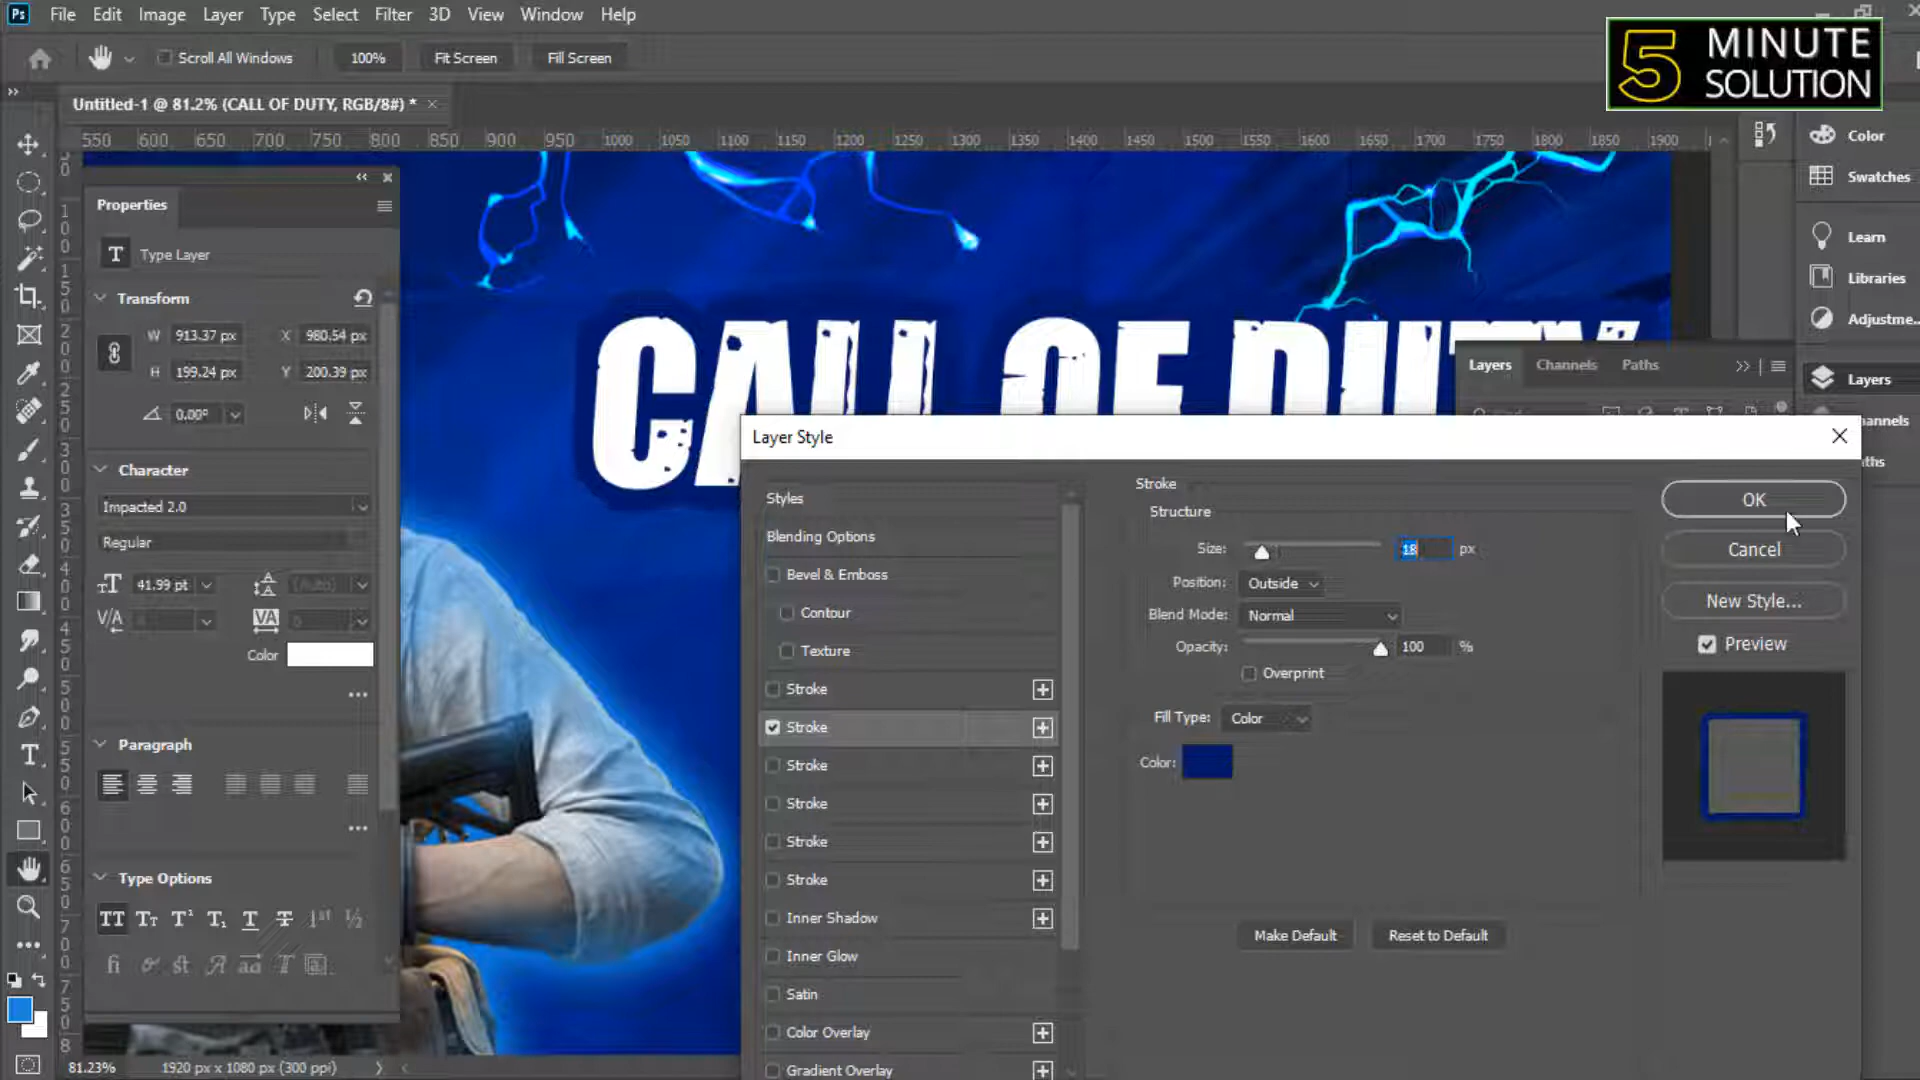 Ps File Edit Image Layer Type Select Filter 3D View Window Help
Scroll All Windows 100% Fit Screen Fill Screen
5 MINUTE
SOLUTION
Untitled-1 @ 81.2% (CALL OF DUTY, RGB/8#) *
550 600 650 700 750 800 850 900 950 1000 1050 1100 1150 1200 1250 1300 1350 1400 1450 1500 1550 1600 1650 1700 1750 1800 1850 1900
Properties
T Type Layer
Transform
W 913.37 px X 980.54 px
H 199.24 px Y 200.39 px
0.00°
Character
Impacted 2.0
Regular
41.99 pt (Auto)
0 0
Color
Paragraph
Type Options
CALL OF DUTY
Color
Swatches
Learn
Libraries
Adjustme...
Layers
hannels
ths
Layers Channels Paths
Layer Style
Styles
Blending Options
Bevel & Emboss
Contour
Texture
Stroke
Stroke
Stroke
Stroke
Stroke
Stroke
Inner Shadow
Inner Glow
Satin
Color Overlay
Gradient Overlay
Stroke
Structure
Size: 18 px
Position: Outside
Blend Mode: Normal
Opacity: 100 %
Overprint
Fill Type: Color
Color:
Make Default Reset to Default
OK
Cancel
New Style...
Preview
81.23% 1920 px x 1080 px (300 ppi)